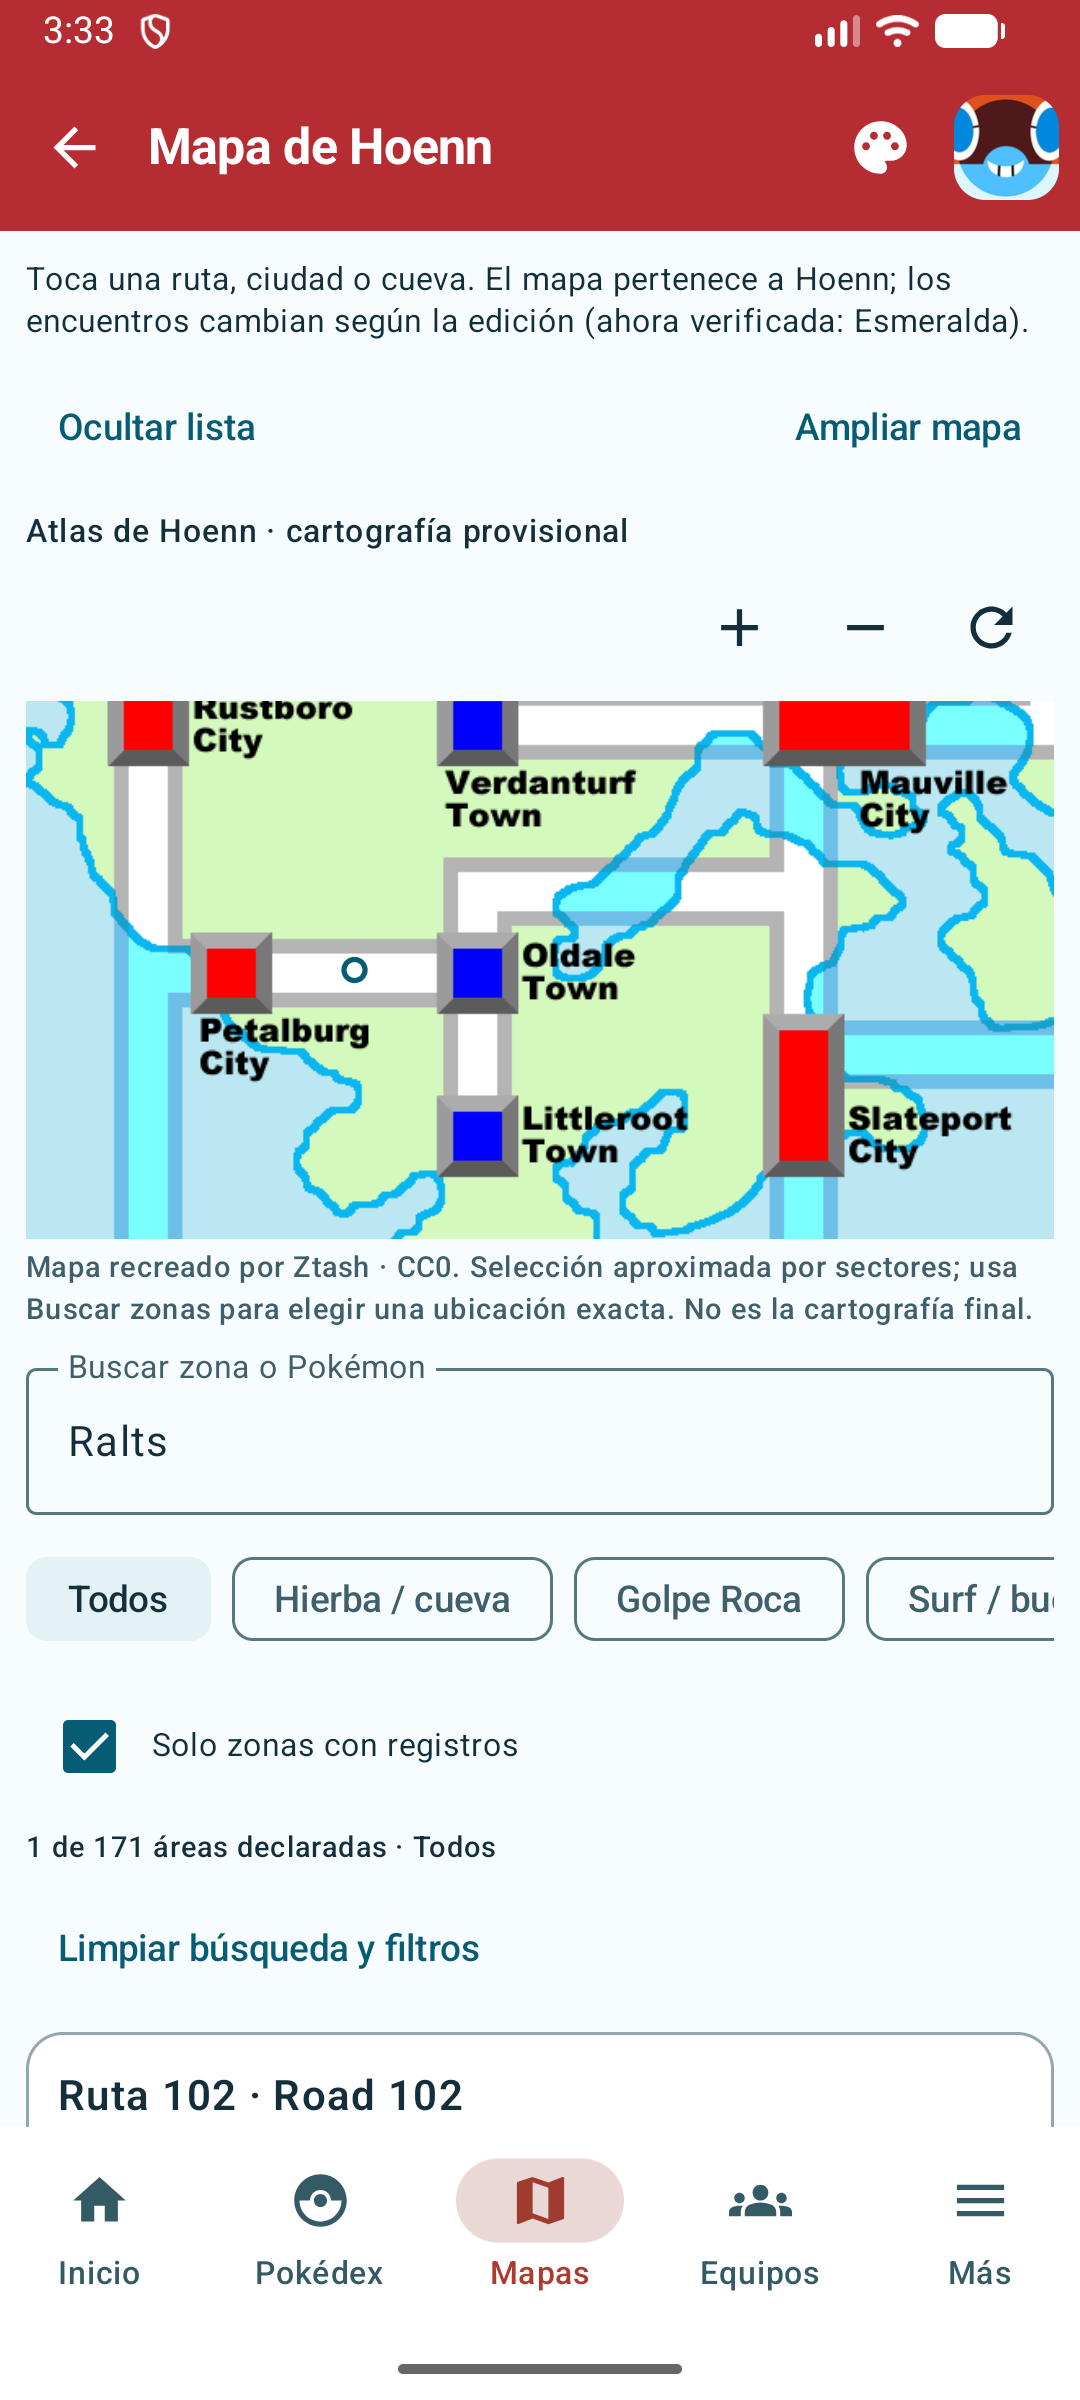 3:33
Mapa de Hoenn
Toca una ruta, ciudad o cueva. El mapa pertenece a Hoenn; los
encuentros cambian según la edición (ahora verificada: Esmeralda).
Ocultar lista
Ampliar mapa
Atlas de Hoenn · cartografía provisional
Rustboro
City
Verdanturf
Town
Mauville
City
Oldale
Town
Petalburg
City
Littleroot
Town
Slateport
City
Mapa recreado por Ztash · CC0. Selección aproximada por sectores; usa
Buscar zonas para elegir una ubicación exacta. No es la cartografía final.
Buscar zona o Pokémon
Ralts
Todos
Hierba / cueva
Golpe Roca
Surf / bu
Solo zonas con registros
1 de 171 áreas declaradas · Todos
Limpiar búsqueda y filtros
Ruta 102 · Road 102
Inicio
Pokédex
Mapas
Equipos
Más